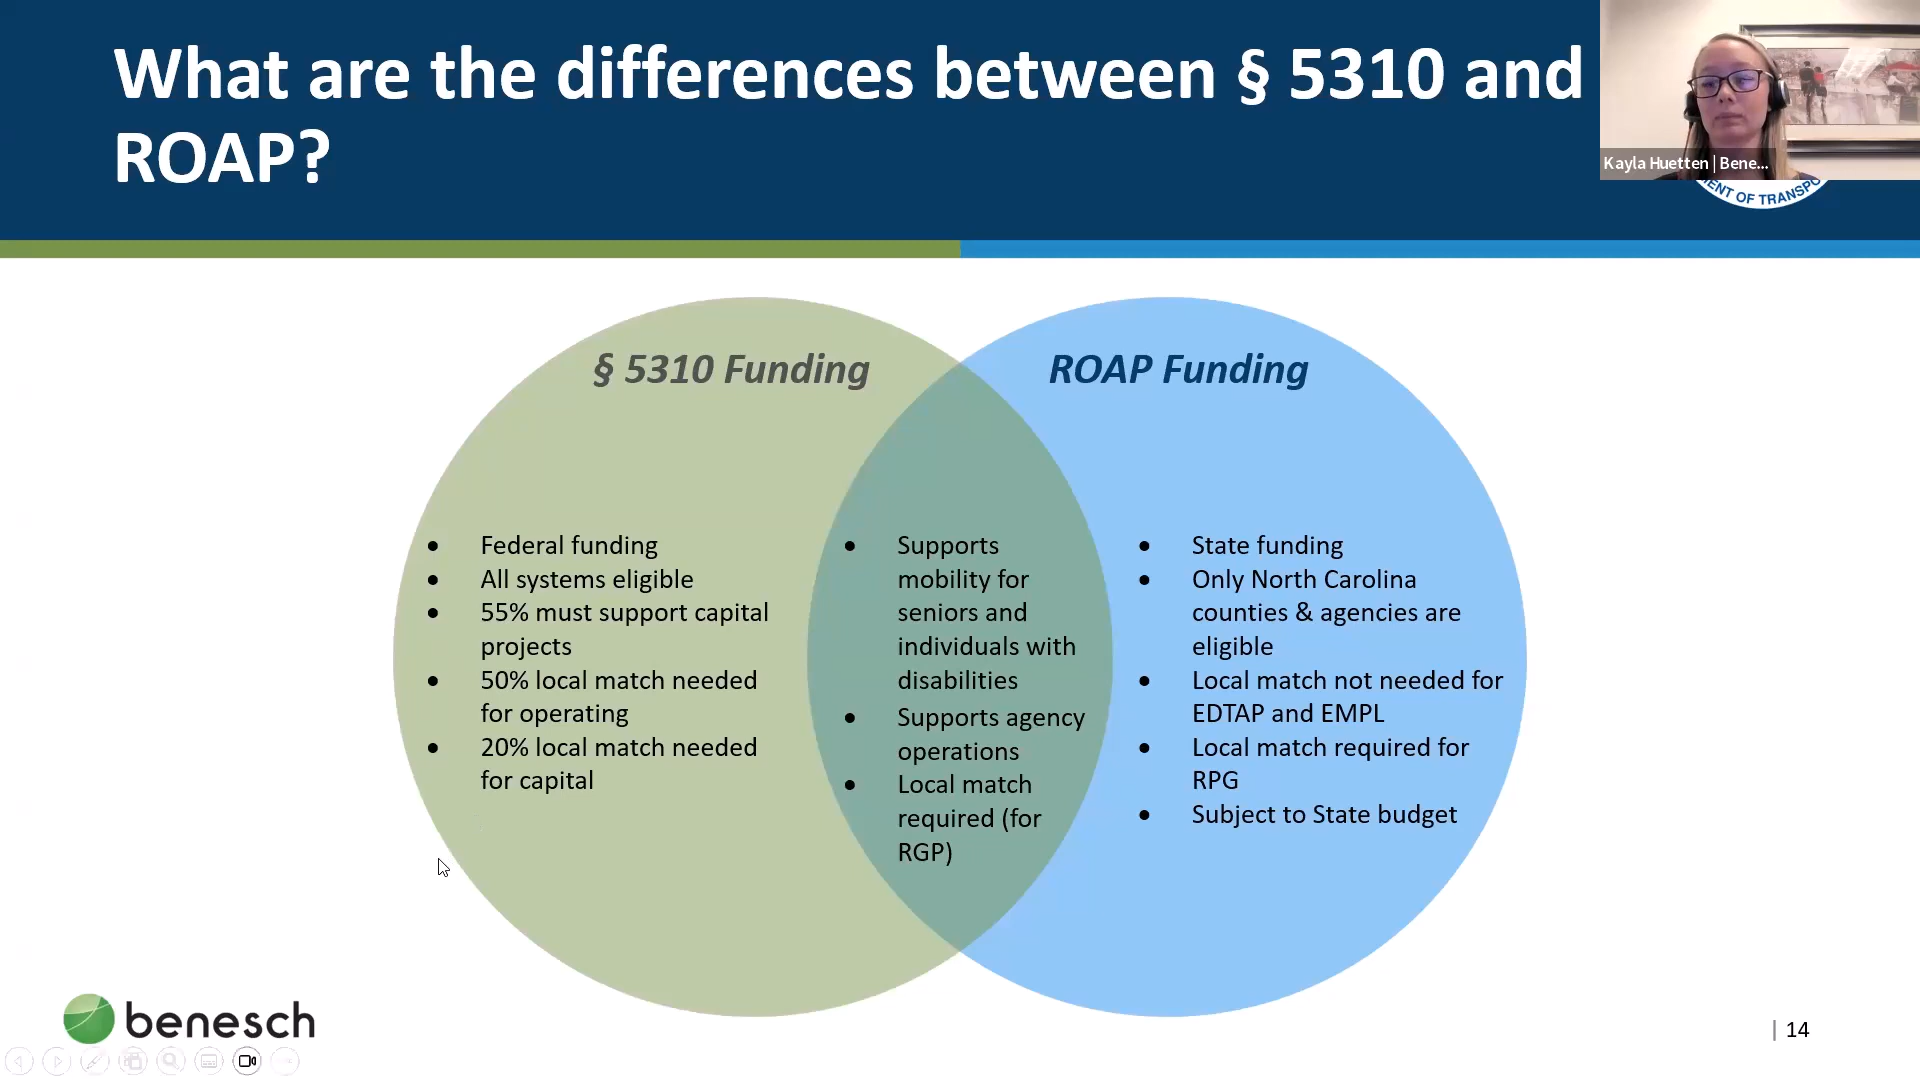 What are the differences between § 5310 and
ROAP?
Kayla Huetten | Bene...
MENT OF TRANSPO
§ 5310 Funding
ROAP Funding
• Federal funding
• All systems eligible
• 55% must support capital
projects
• 50% local match needed
for operating
• 20% local match needed
for capital
• Supports
mobility for
seniors and
individuals with
disabilities
• Supports agency
operations
• Local match
required (for
RGP)
• State funding
• Only North Carolina
counties & agencies are
eligible
• Local match not needed for
EDTAP and EMPL
• Local match required for
RPG
• Subject to State budget
benesch
| 14